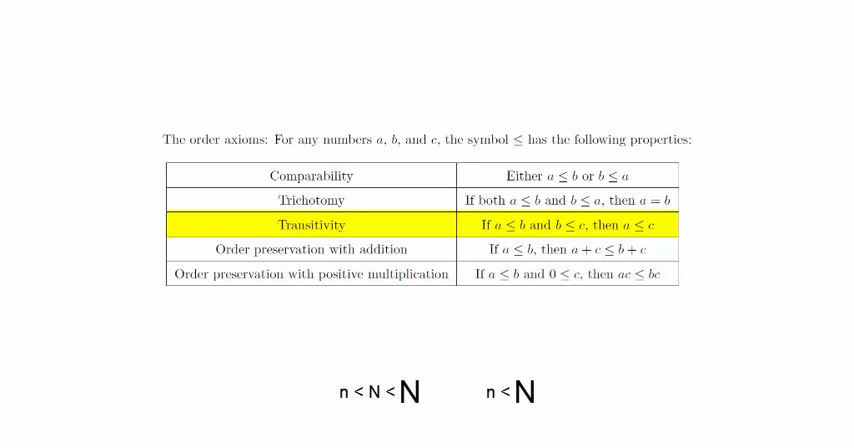 The order axioms: For any numbers a, b, and c, the symbol ≤ has the following properties:
Comparability Either a ≤ b or b ≤ a
Trichotomy If both a ≤ b and b ≤ a, then a = b
Transitivity If a ≤ b and b ≤ c, then a ≤ c
Order preservation with addition If a ≤ b, then a + c ≤ b + c
Order preservation with positive multiplication If a ≤ b and 0 ≤ c, then ac ≤ bc
n < N < N n < N